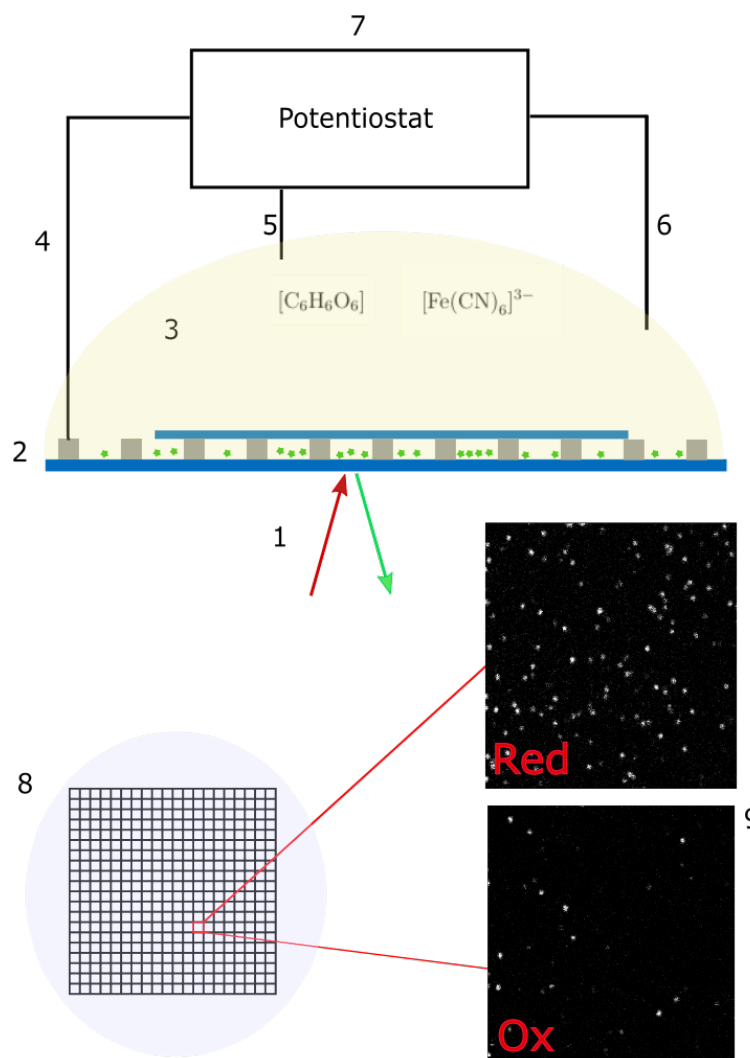 7
Potentiostat
4
5
6
[C₆H₆O₆] [Fe(CN)₆]³⁻
3
2
1
Red
8
9
Ox